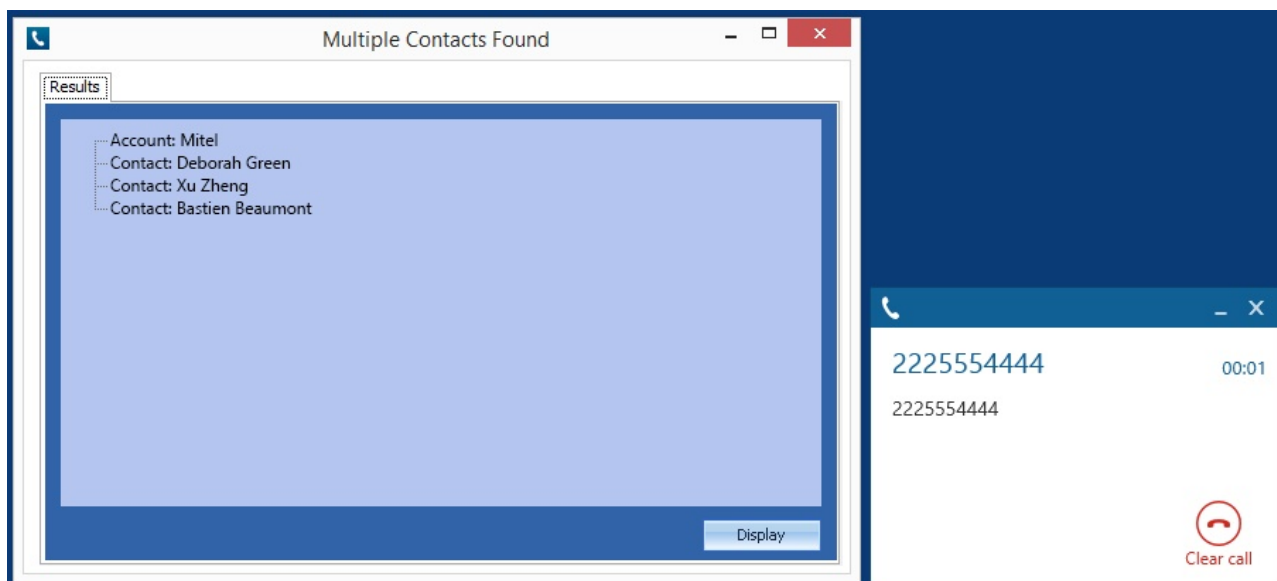 Multiple Contacts Found
Results
Account: Mitel
Contact: Deborah Green
Contact: Xu Zheng
Contact: Bastien Beaumont
Display
2225554444
00:01
2225554444
Clear call